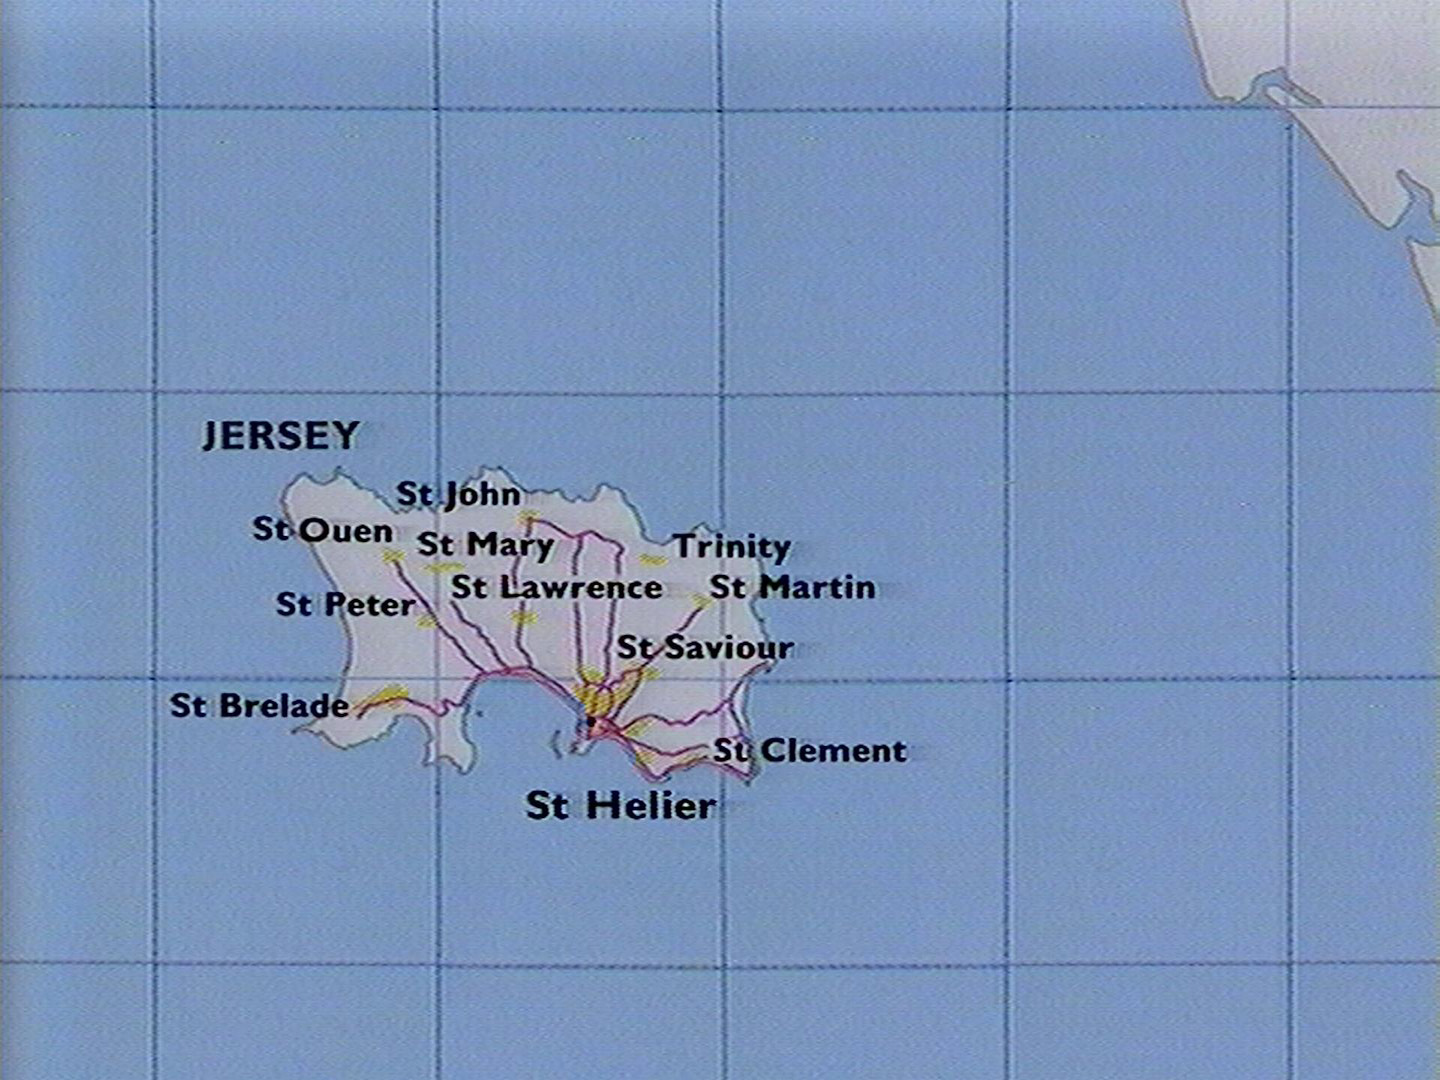 JERSEY
St John
St Ouen
St Mary
Trinity
St Lawrence
St Martin
St Peter
St Saviour
St Brelade
St Clement
St Helier